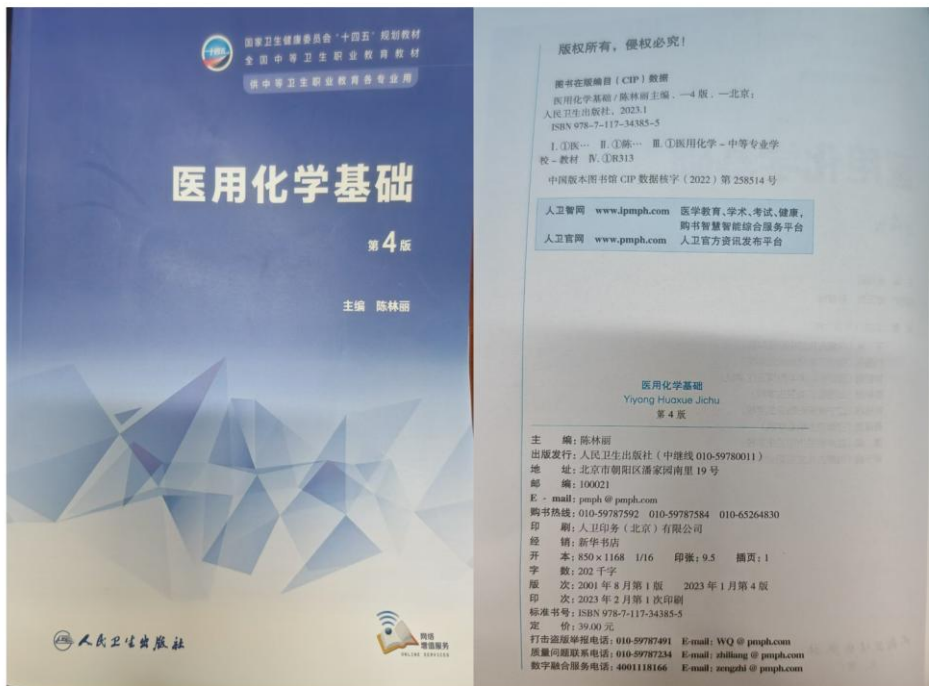 国家卫生健康委员会“十四五”规划教材
全国中等卫生职业教育教材
供中等卫生职业教育各专业用
医用化学基础
第4版
主编 陈林丽
人民卫生出版社
网络
增值服务
ONLINE SERVICES
版权所有，侵权必究！
图书在版编目（CIP）数据
医用化学基础/陈林丽主编．—4版．—北京：
人民卫生出版社，2023.1
ISBN 978-7-117-34385-5
Ⅰ.①医… Ⅱ.①陈… Ⅲ.①医用化学－中等专业学
校－教材 Ⅳ.①R313
中国版本图书馆CIP数据核字（2022）第258514号
人卫智网 www.ipmph.com 医学教育、学术、考试、健康，
购书智慧智能综合服务平台
人卫官网 www.pmph.com 人卫官方资讯发布平台
医用化学基础
Yiyong Huaxue Jichu
第4版
主 编：陈林丽
出版发行：人民卫生出版社（中继线 010-59780011）
地 址：北京市朝阳区潘家园南里19号
邮 编：100021
E - mail：pmph @ pmph.com
购书热线：010-59787592 010-59787584 010-65264830
印 刷：人卫印务（北京）有限公司
经 销：新华书店
开 本：850×1168 1/16 印张：9.5 插页：1
字 数：202千字
版 次：2001年8月第1版 2023年1月第4版
印 次：2023年2月第1次印刷
标准书号：ISBN 978-7-117-34385-5
定 价：39.00元
打击盗版举报电话：010-59787491 E-mail：WQ @ pmph.com
质量问题联系电话：010-59787234 E-mail：zhiliang @ pmph.com
数字融合服务电话：4001118166 E-mail：zengzhi @ pmph.com